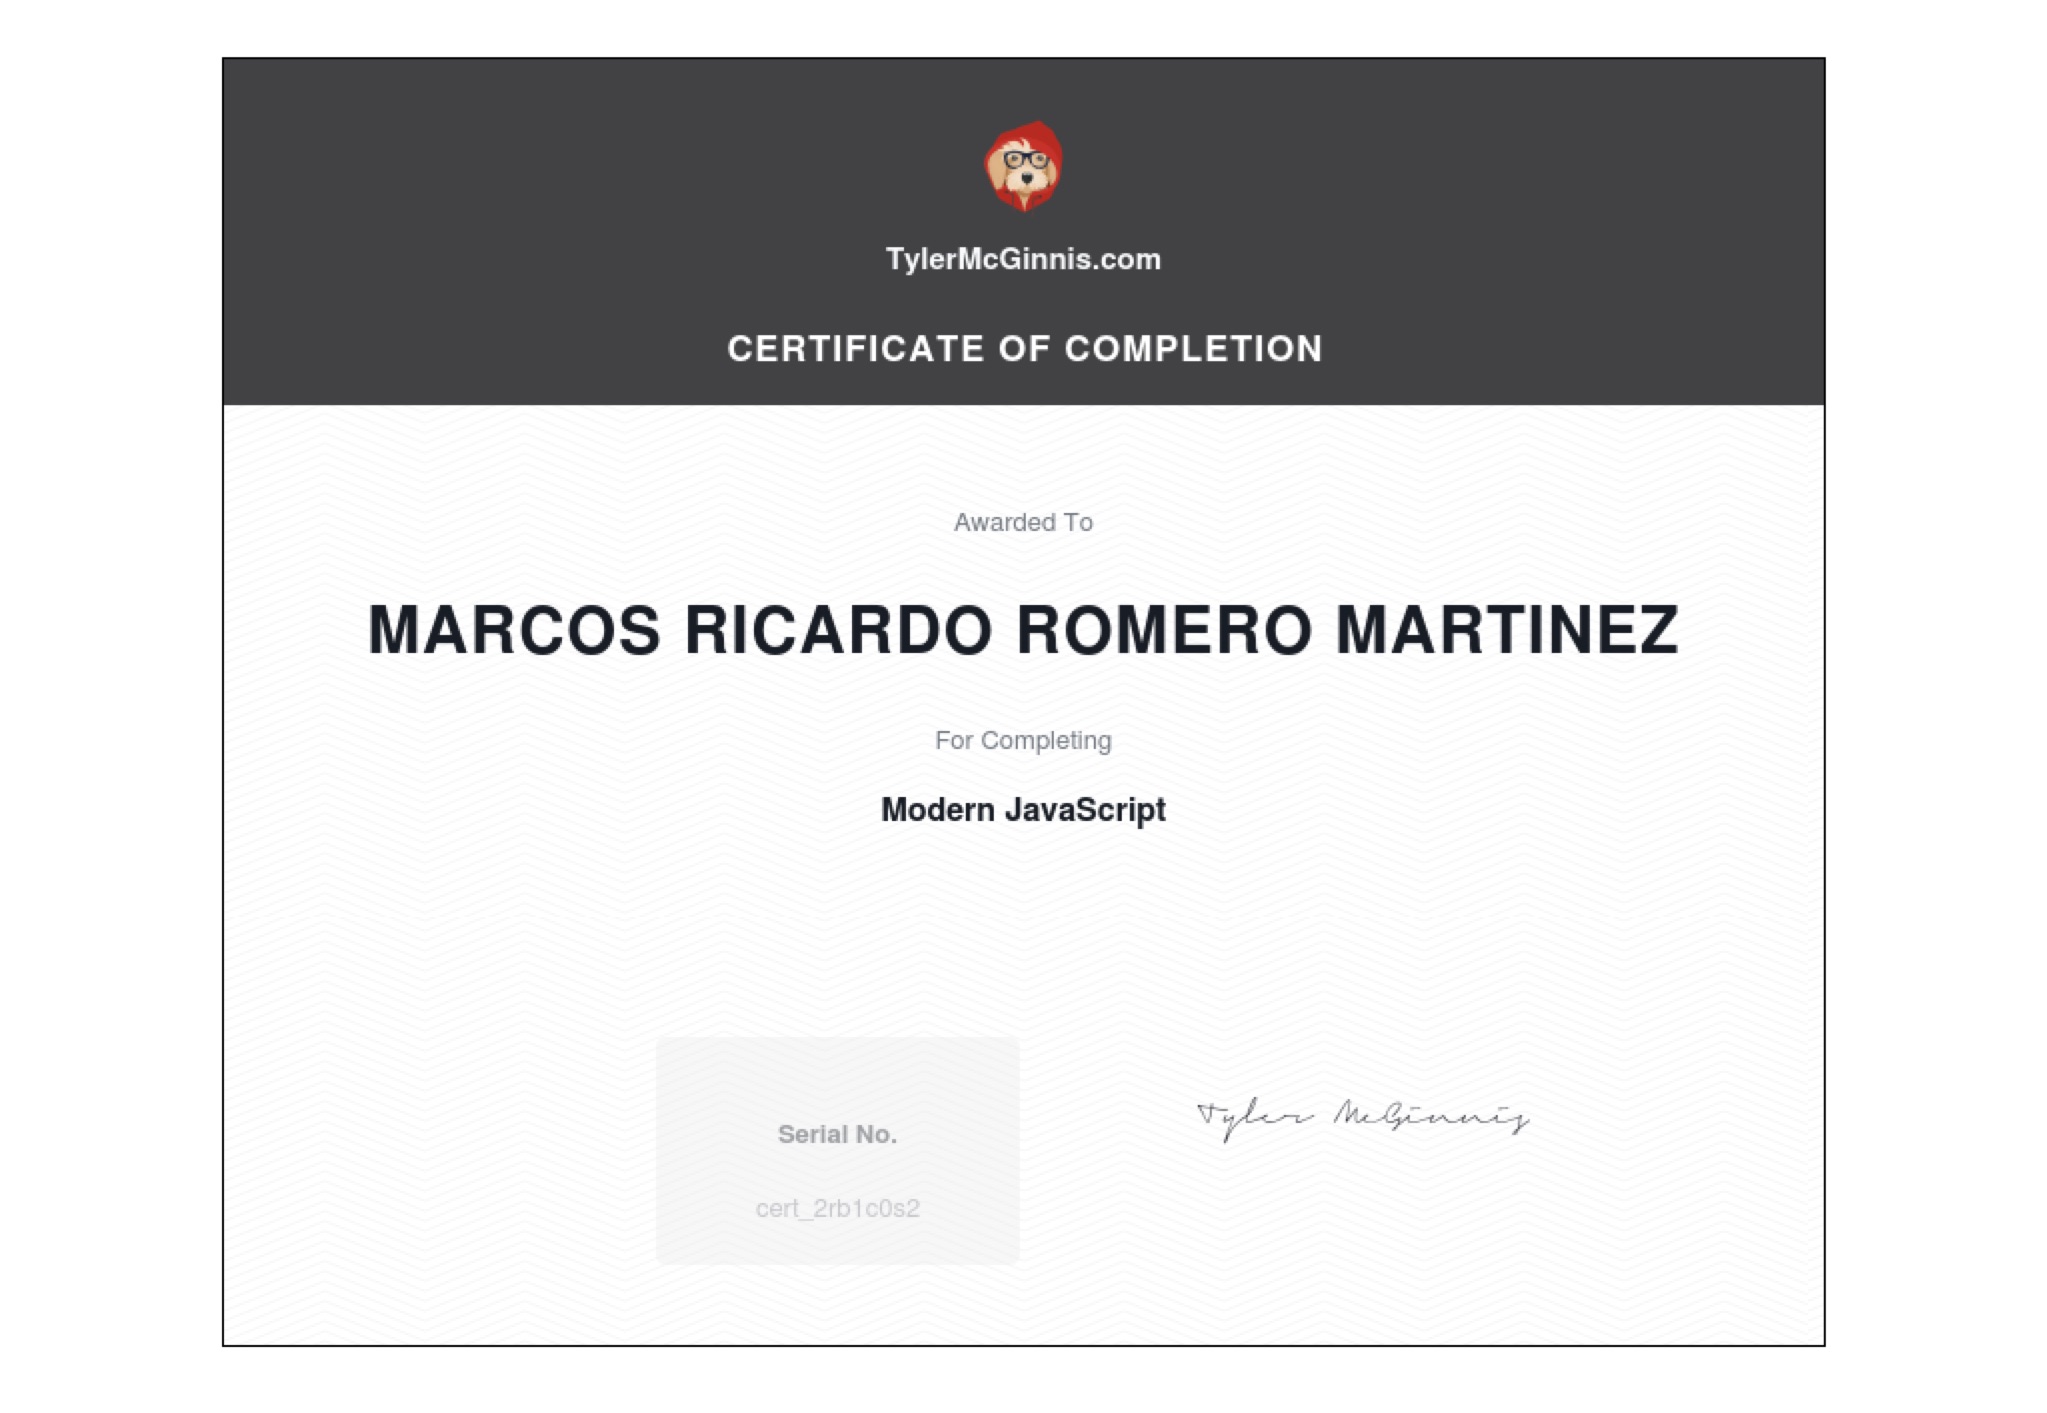 TylerMcGinnis.com
CERTIFICATE OF COMPLETION
Awarded To
MARCOS RICARDO ROMERO MARTINEZ
For Completing
Modern JavaScript
Serial No.
cert_2rb1c0s2
Tyler McGinnis